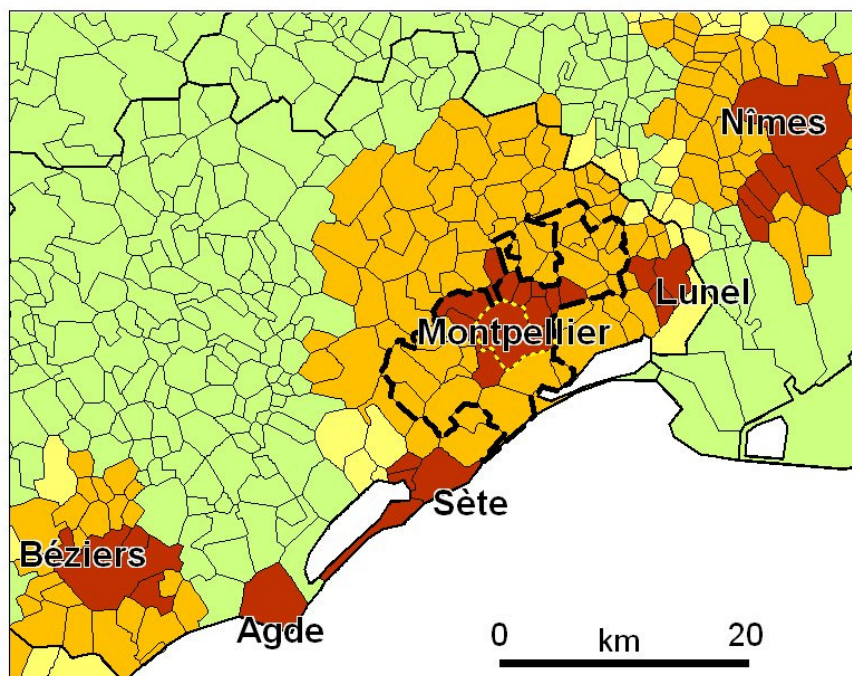 Nîmes
Lunel
Montpellier
Sète
Béziers
Agde
0 km 20